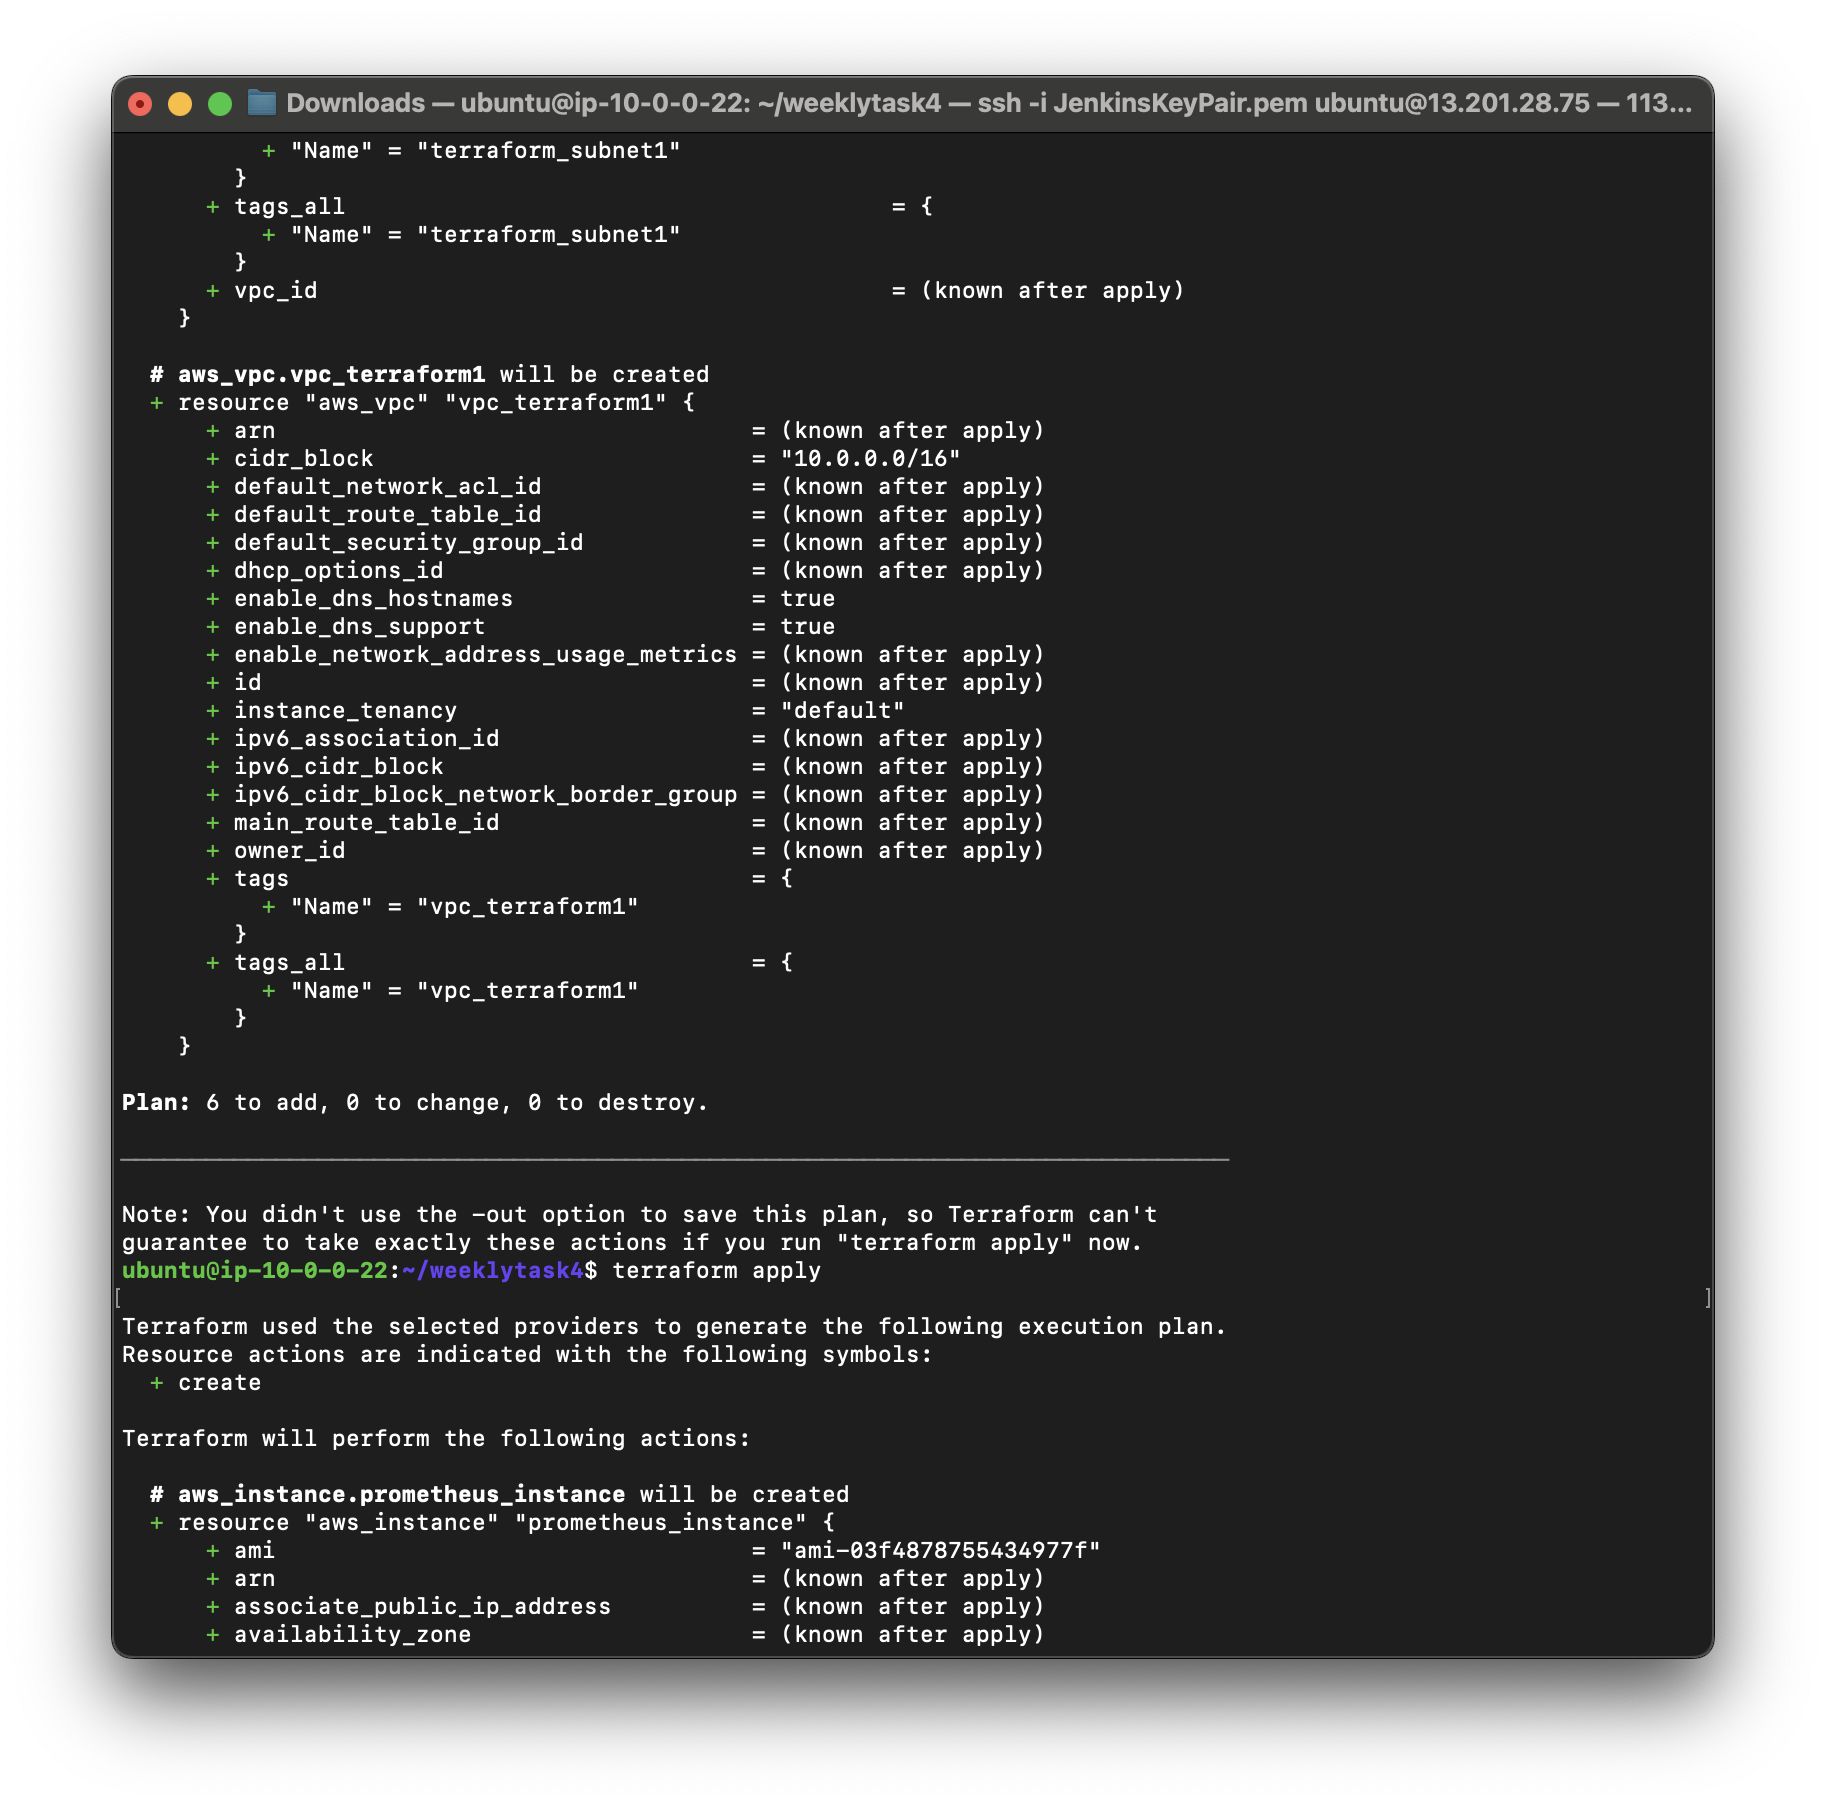 Downloads — ubuntu@ip-10-0-0-22: ~/weeklytask4 — ssh -i JenkinsKeyPair.pem ubuntu@13.201.28.75 — 113...
          + "Name" = "terraform_subnet1"
        }
      + tags_all                                       = {
          + "Name" = "terraform_subnet1"
        }
      + vpc_id                                         = (known after apply)
    }

  # aws_vpc.vpc_terraform1 will be created
  + resource "aws_vpc" "vpc_terraform1" {
      + arn                                  = (known after apply)
      + cidr_block                           = "10.0.0.0/16"
      + default_network_acl_id               = (known after apply)
      + default_route_table_id               = (known after apply)
      + default_security_group_id            = (known after apply)
      + dhcp_options_id                      = (known after apply)
      + enable_dns_hostnames                 = true
      + enable_dns_support                   = true
      + enable_network_address_usage_metrics = (known after apply)
      + id                                   = (known after apply)
      + instance_tenancy                     = "default"
      + ipv6_association_id                  = (known after apply)
      + ipv6_cidr_block                      = (known after apply)
      + ipv6_cidr_block_network_border_group = (known after apply)
      + main_route_table_id                  = (known after apply)
      + owner_id                             = (known after apply)
      + tags                                 = {
          + "Name" = "vpc_terraform1"
        }
      + tags_all                             = {
          + "Name" = "vpc_terraform1"
        }
    }

Plan: 6 to add, 0 to change, 0 to destroy.

Note: You didn't use the -out option to save this plan, so Terraform can't
guarantee to take exactly these actions if you run "terraform apply" now.
ubuntu@ip-10-0-0-22:~/weeklytask4$ terraform apply
[ ]
Terraform used the selected providers to generate the following execution plan.
Resource actions are indicated with the following symbols:
  + create

Terraform will perform the following actions:

  # aws_instance.prometheus_instance will be created
  + resource "aws_instance" "prometheus_instance" {
      + ami                                  = "ami-03f4878755434977f"
      + arn                                  = (known after apply)
      + associate_public_ip_address          = (known after apply)
      + availability_zone                    = (known after apply)